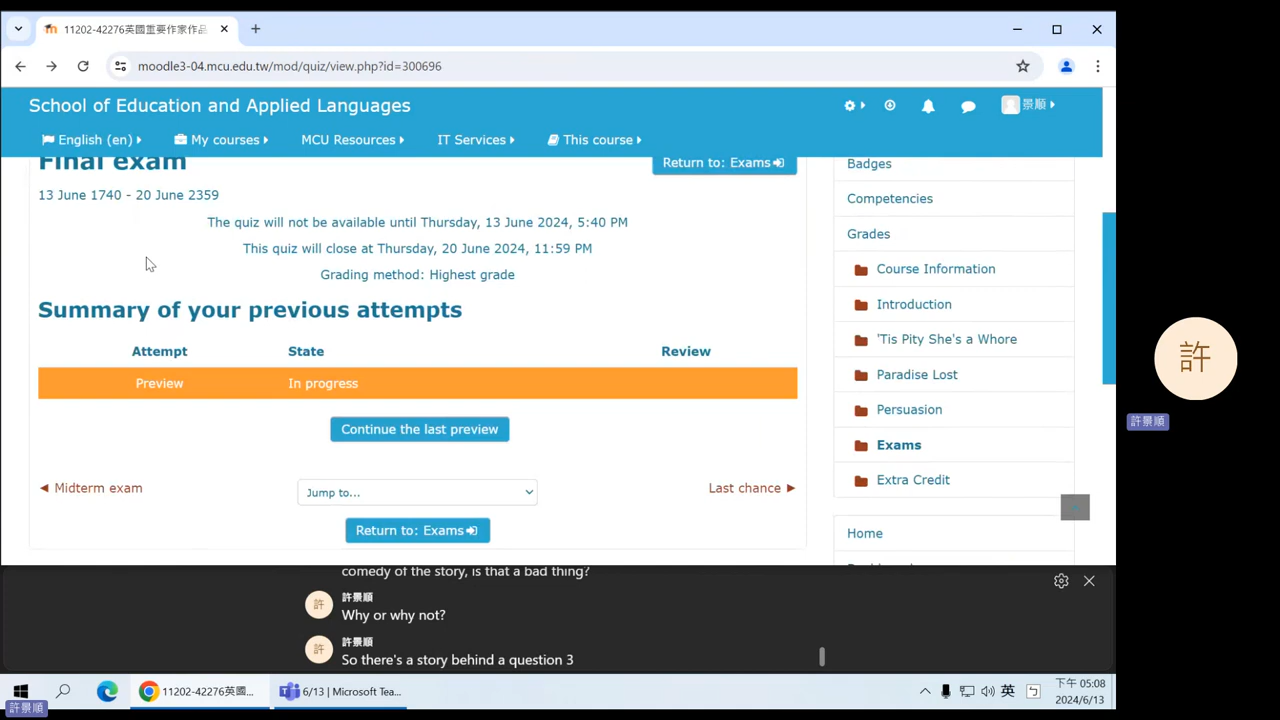 11202-42276英國重要作家作品
moodle3-04.mcu.edu.tw/mod/quiz/view.php?id=300696
School of Education and Applied Languages
景順
English (en)
My courses
MCU Resources
IT Services
This course
Final exam
Return to: Exams
13 June 1740 - 20 June 2359
The quiz will not be available until Thursday, 13 June 2024, 5:40 PM
This quiz will close at Thursday, 20 June 2024, 11:59 PM
Grading method: Highest grade
Summary of your previous attempts
Attempt State Review
Preview In progress
Continue the last preview
◄ Midterm exam
Jump to...
Last chance ►
Return to: Exams
Badges
Competencies
Grades
Course Information
Introduction
'Tis Pity She's a Whore
Paradise Lost
Persuasion
Exams
Extra Credit
Home
許
許景順
comedy of the story, is that a bad thing?
許
許景順
Why or why not?
許
許景順
So there's a story behind a question 3
11202-42276英國...
6/13 | Microsoft Tea...
英
ㄅ
下午 05:08
2024/6/13
許景順